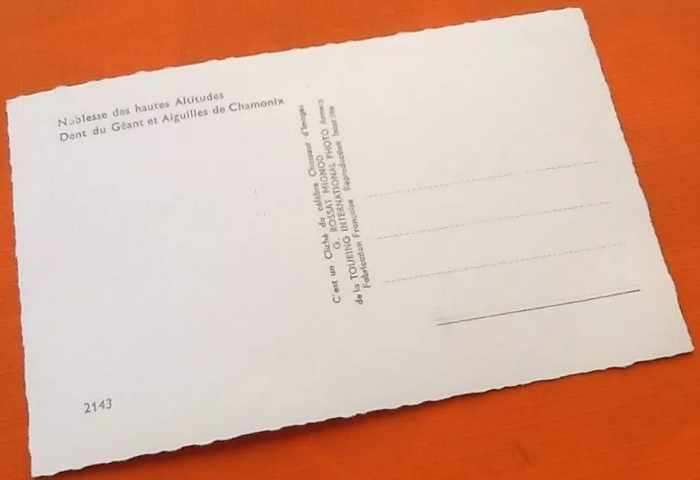 Noblesse des hautes Altitudes
Dent du Géant et Aiguilles de Chamonix
C'est un Cliché du célèbre Chasseur d'Images
G. ROSSAT MIGNOD
de la TOURING INTERNATIONAL PHOTO Annecy
Fabrication Française Reproduction Interdite
2143